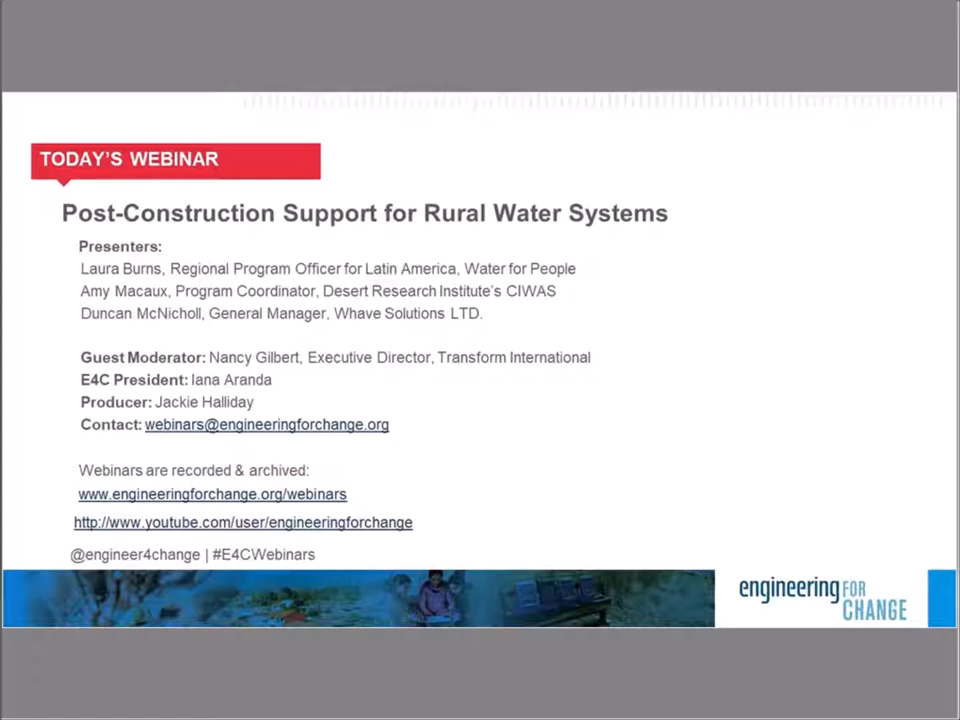 TODAY'S WEBINAR
Post-Construction Support for Rural Water Systems
Presenters:
Laura Burns, Regional Program Officer for Latin America, Water for People
Amy Macaux, Program Coordinator, Desert Research Institute's CIWAS
Duncan McNicholl, General Manager, Whave Solutions LTD.
Guest Moderator: Nancy Gilbert, Executive Director, Transform International
E4C President: Iana Aranda
Producer: Jackie Halliday
Contact: webinars@engineeringforchange.org
Webinars are recorded & archived:
www.engineeringforchange.org/webinars
http://www.youtube.com/user/engineeringforchange
@engineer4change | #E4CWebinars
engineering FOR
CHANGE